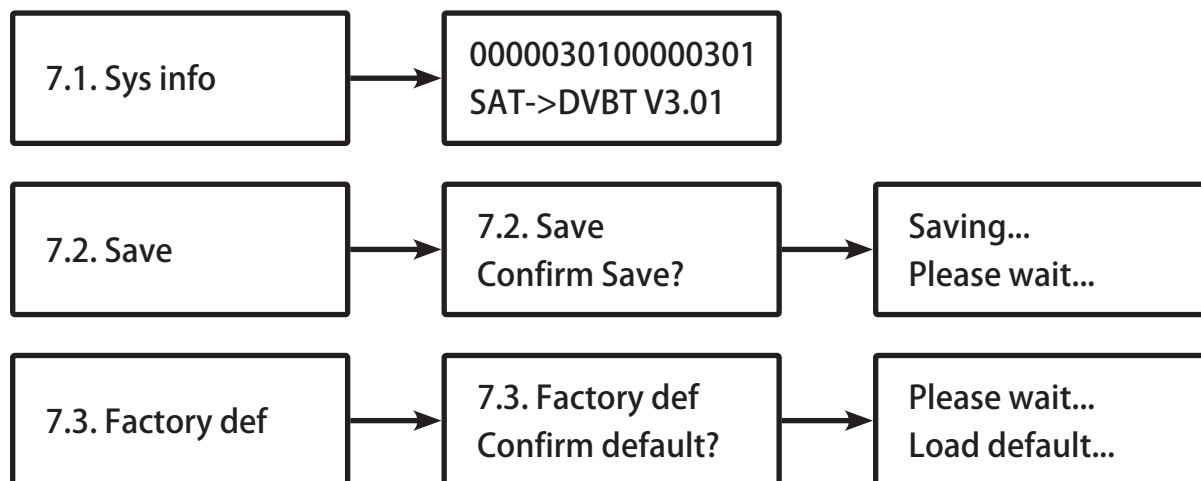 7.1. Sys info
0000030100000301
SAT->DVBT V3.01
7.2. Save
7.2. Save
Confirm Save?
Saving...
Please wait...
7.3. Factory def
7.3. Factory def
Confirm default?
Please wait...
Load default...